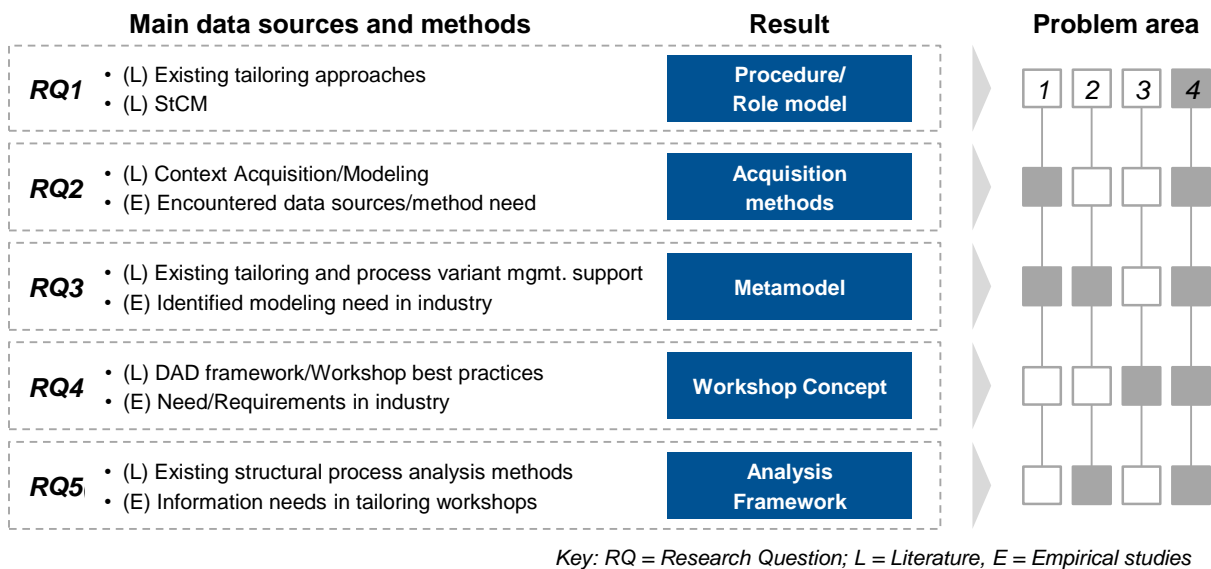 Main data sources and methods
Result
Problem area
RQ1
• (L) Existing tailoring approaches
• (L) StCM
Procedure/
Role model
1 2 3 4
RQ2
• (L) Context Acquisition/Modeling
• (E) Encountered data sources/method need
Acquisition
methods
RQ3
• (L) Existing tailoring and process variant mgmt. support
• (E) Identified modeling need in industry
Metamodel
RQ4
• (L) DAD framework/Workshop best practices
• (E) Need/Requirements in industry
Workshop Concept
RQ5
• (L) Existing structural process analysis methods
• (E) Information needs in tailoring workshops
Analysis
Framework
Key: RQ = Research Question; L = Literature, E = Empirical studies